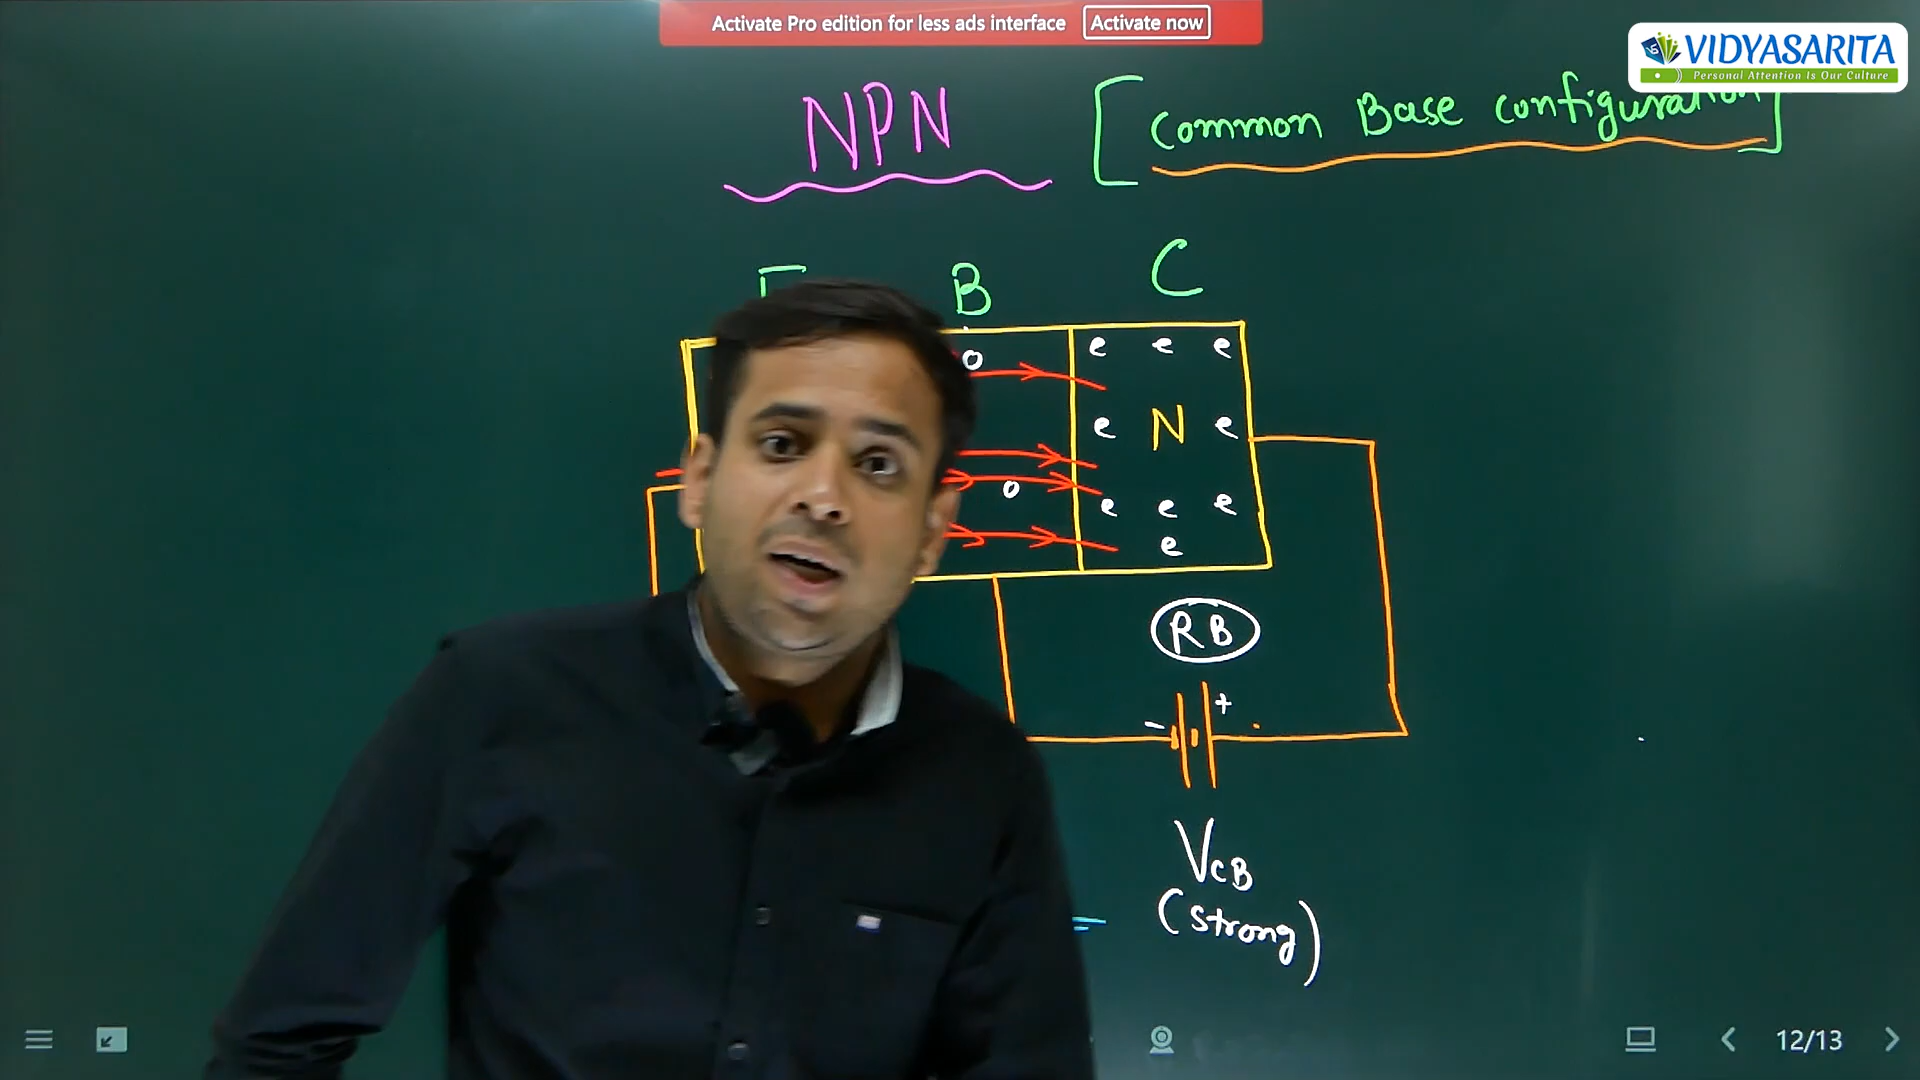 Activate Pro edition for less ads interface Activate now
VIDYASARITA
Personal Attention Is Our Culture
NPN [Common Base configuration]
B C
o e e e
e N e
o e e e
e
RB
- +
VCB
(strong)
12/13